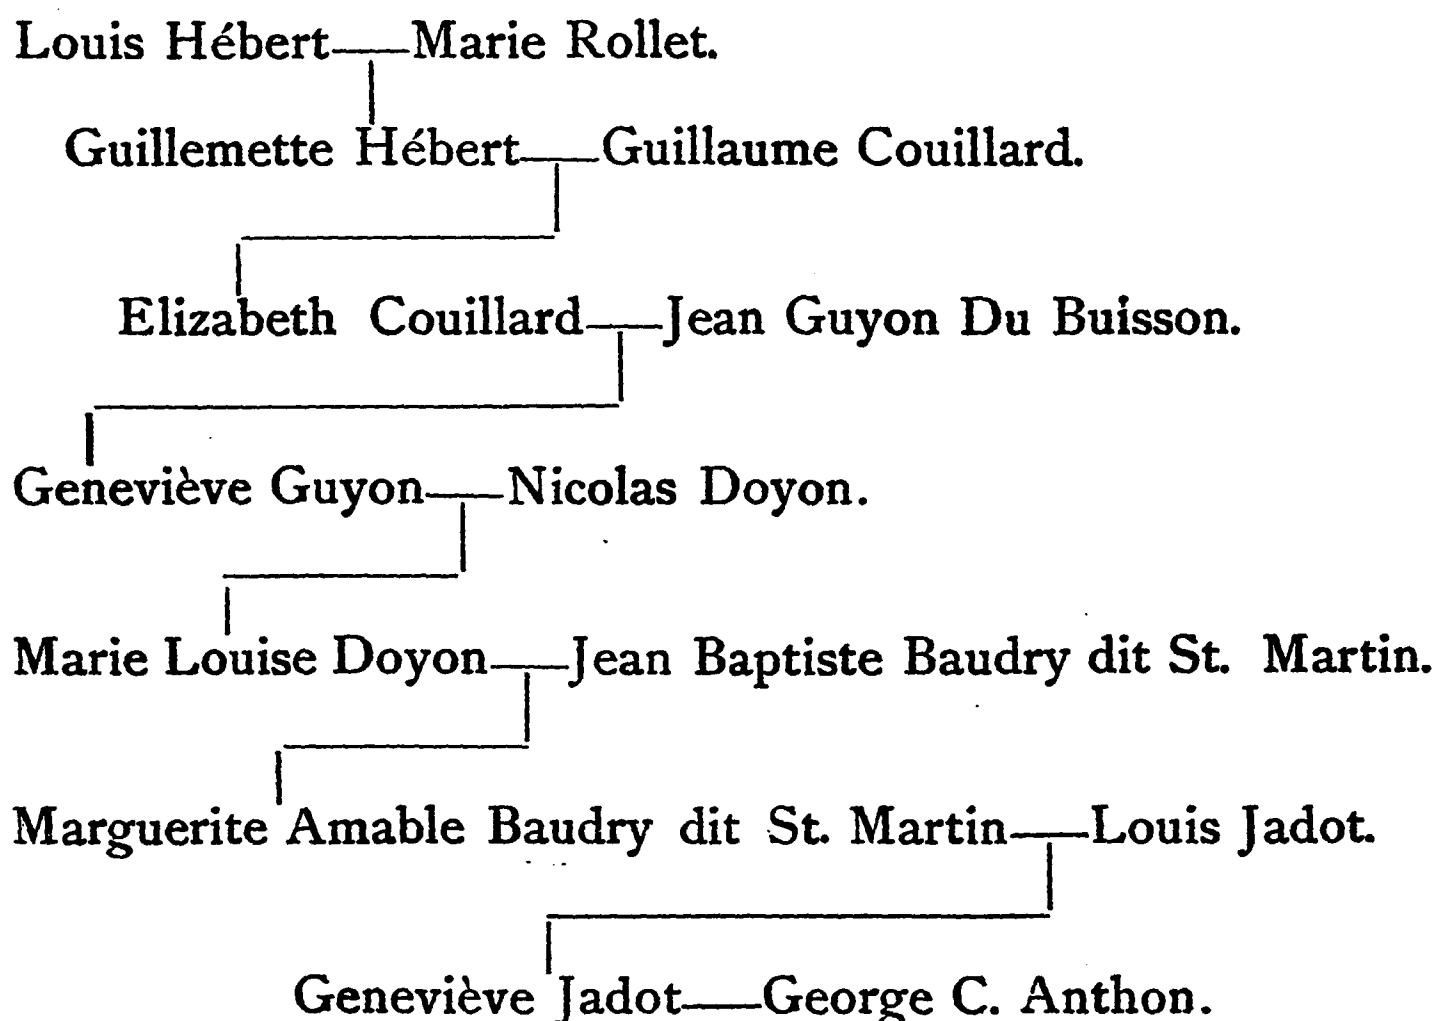 Louis Hébert—Marie Rollet.
Guillemette Hébert—Guillaume Couillard.
Elizabeth Couillard—Jean Guyon Du Buisson.
Geneviève Guyon—Nicolas Doyon.
Marie Louise Doyon—Jean Baptiste Baudry dit St. Martin.
Marguerite Amable Baudry dit St. Martin—Louis Jadot.
Geneviève Jadot—George C. Anthon.